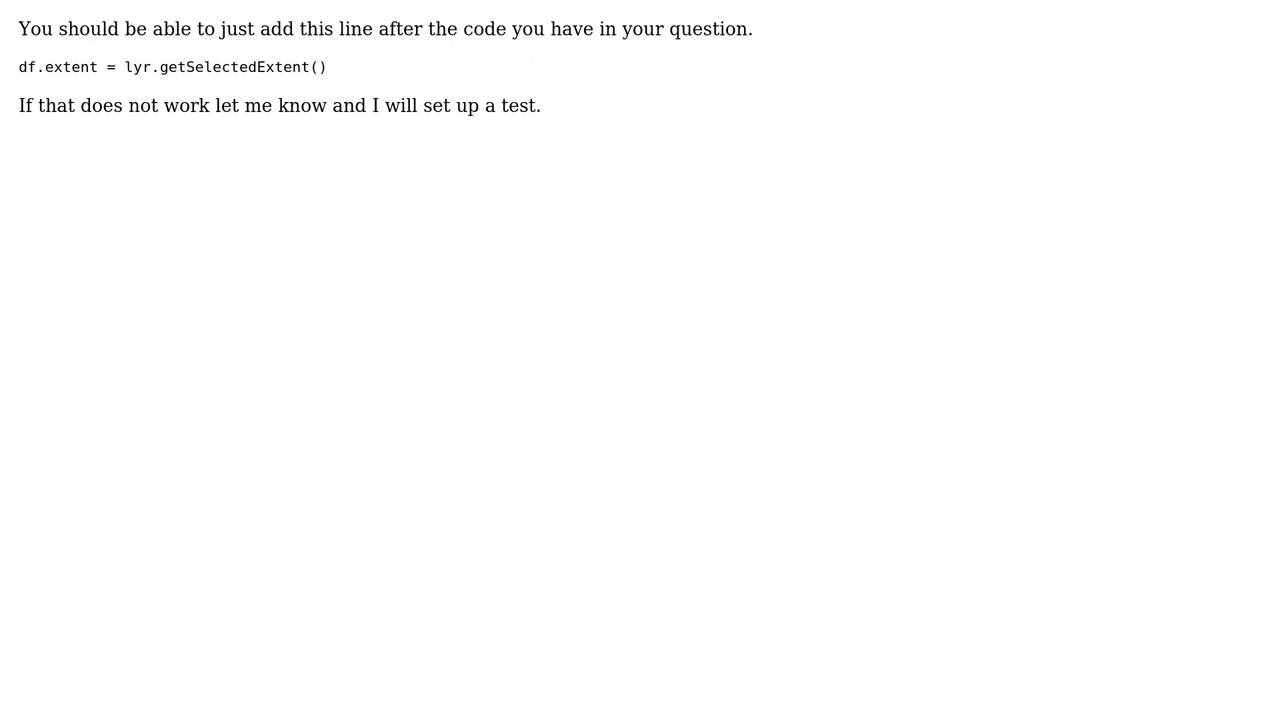 You should be able to just add this line after the code you have in your question.
df.extent = lyr.getSelectedExtent()
If that does not work let me know and I will set up a test.